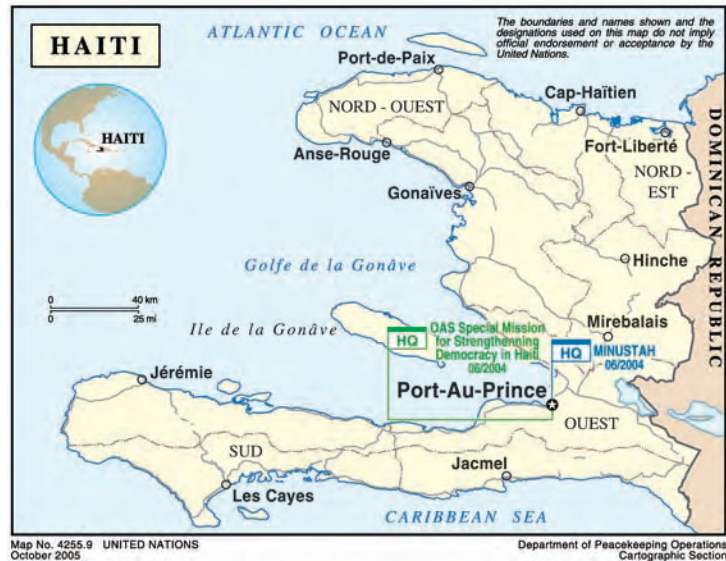 HAITI
ATLANTIC OCEAN
The boundaries and names shown and the
designations used on this map do not imply
official endorsement or acceptance by the
United Nations.
Port-de-Paix
NORD - OUEST
Cap-Haïtien
HAITI
Anse-Rouge
Fort-Liberté
NORD -
EST
DOMINICAN REPUBLIC
Gonaïves
Golfe de la Gonâve
Hinche
0 40 km
0 25 mi
Ile de la Gonâve
HQ
OAS Special Mission
for Strengthenning
Democracy in Haiti
06/2004
Mirebalais
HQ
MINUSTAH
06/2004
Jérémie
Port-Au-Prince
OUEST
SUD
Jacmel
Les Cayes
CARIBBEAN SEA
Map No. 4255.9 UNITED NATIONS
October 2005
Department of Peacekeeping Operations
Cartographic Section